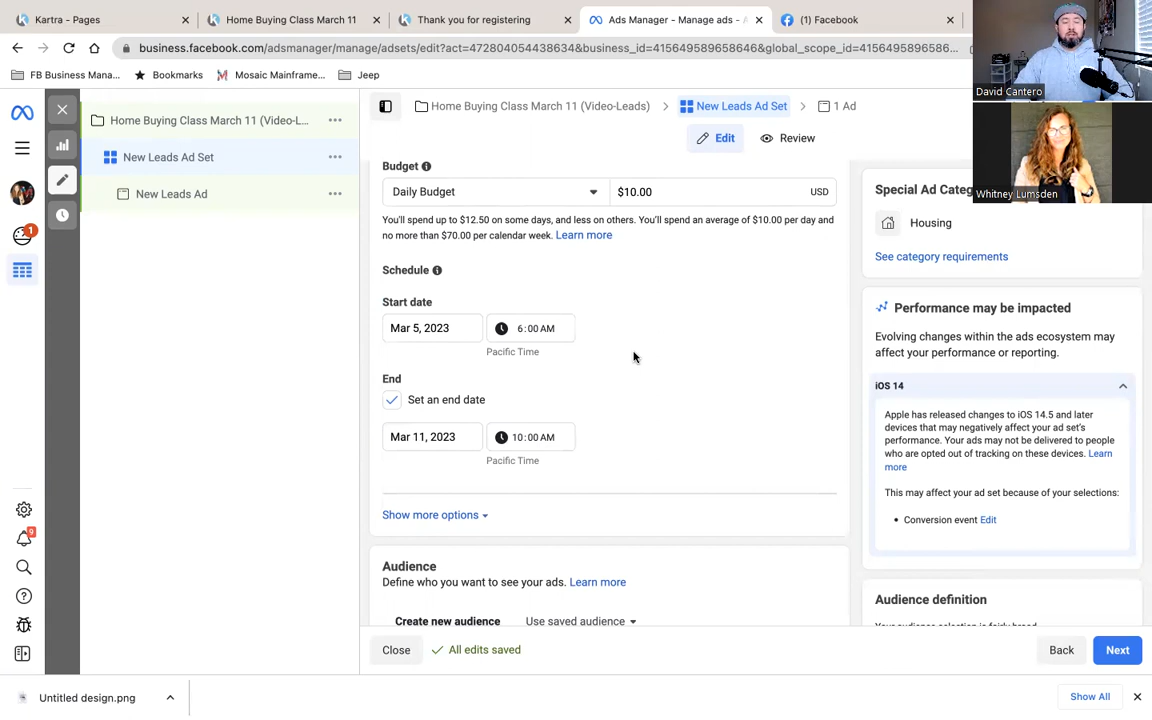 Kartra - Pages
Home Buying Class March 11
Thank you for registering
Ads Manager - Manage ads - A
(1) Facebook
business.facebook.com/adsmanager/manage/adsets/edit?act=472804054438634&business_id=415649589658646&global_scope_id=4156495896586...
FB Business Mana...
Bookmarks
Mosaic Mainframe...
Jeep
David Cantero
Whitney Lumsden
Home Buying Class March 11 (Video-L...
New Leads Ad Set
New Leads Ad
1
9
Home Buying Class March 11 (Video-Leads)
New Leads Ad Set
1 Ad
Edit
Review
Budget
Daily Budget
$10.00
USD
You'll spend up to $12.50 on some days, and less on others. You'll spend an average of $10.00 per day and
no more than $70.00 per calendar week. Learn more
Schedule
Start date
Mar 5, 2023
6:00 AM
Pacific Time
End
Set an end date
Mar 11, 2023
10:00 AM
Pacific Time
Show more options
Audience
Define who you want to see your ads. Learn more
Create new audience
Use saved audience
Special Ad Categ
Housing
See category requirements
Performance may be impacted
Evolving changes within the ads ecosystem may
affect your performance or reporting.
iOS 14
Apple has released changes to iOS 14.5 and later
devices that may negatively affect your ad set's
performance. Your ads may not be delivered to people
who are opted out of tracking on these devices. Learn
more
This may affect your ad set because of your selections:
• Conversion event Edit
Audience definition
Your audience selection is fairly broad.
Close
All edits saved
Back
Next
Untitled design.png
Show All